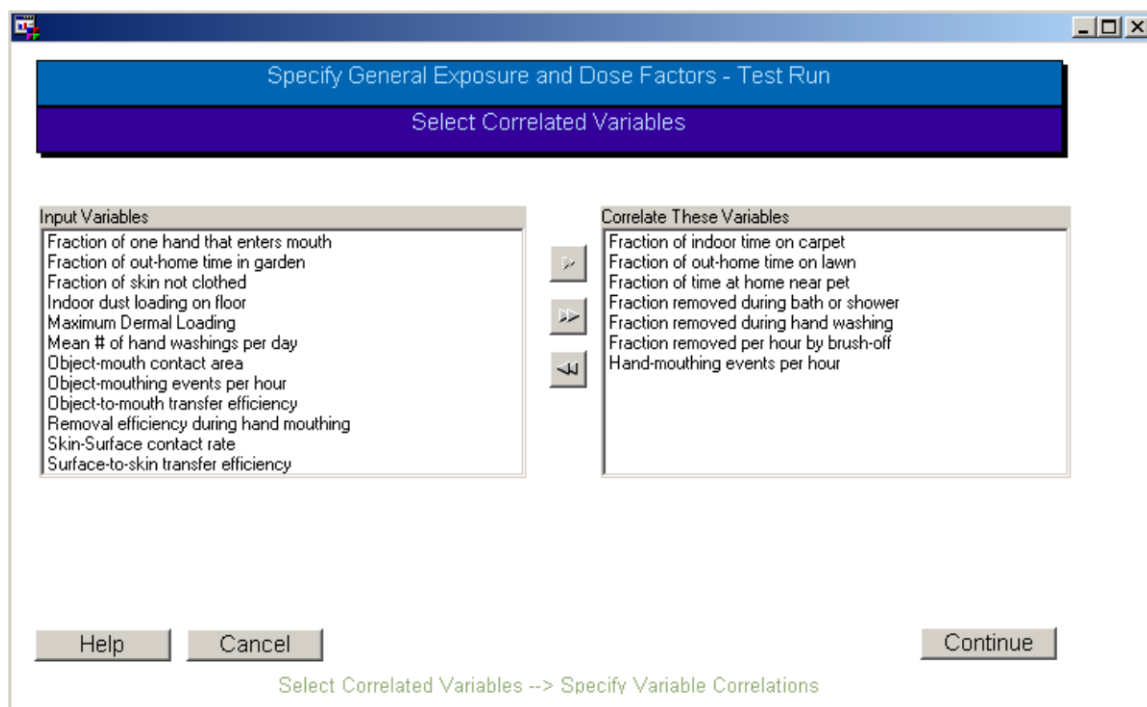 Specify General Exposure and Dose Factors - Test Run
Select Correlated Variables
Input Variables
Fraction of one hand that enters mouth
Fraction of out-home time in garden
Fraction of skin not clothed
Indoor dust loading on floor
Maximum Dermal Loading
Mean # of hand washings per day
Object-mouth contact area
Object-mouthing events per hour
Object-to-mouth transfer efficiency
Removal efficiency during hand mouthing
Skin-Surface contact rate
Surface-to-skin transfer efficiency
Correlate These Variables
Fraction of indoor time on carpet
Fraction of out-home time on lawn
Fraction of time at home near pet
Fraction removed during bath or shower
Fraction removed during hand washing
Fraction removed per hour by brush-off
Hand-mouthing events per hour
Help
Cancel
Continue
Select Correlated Variables --> Specify Variable Correlations